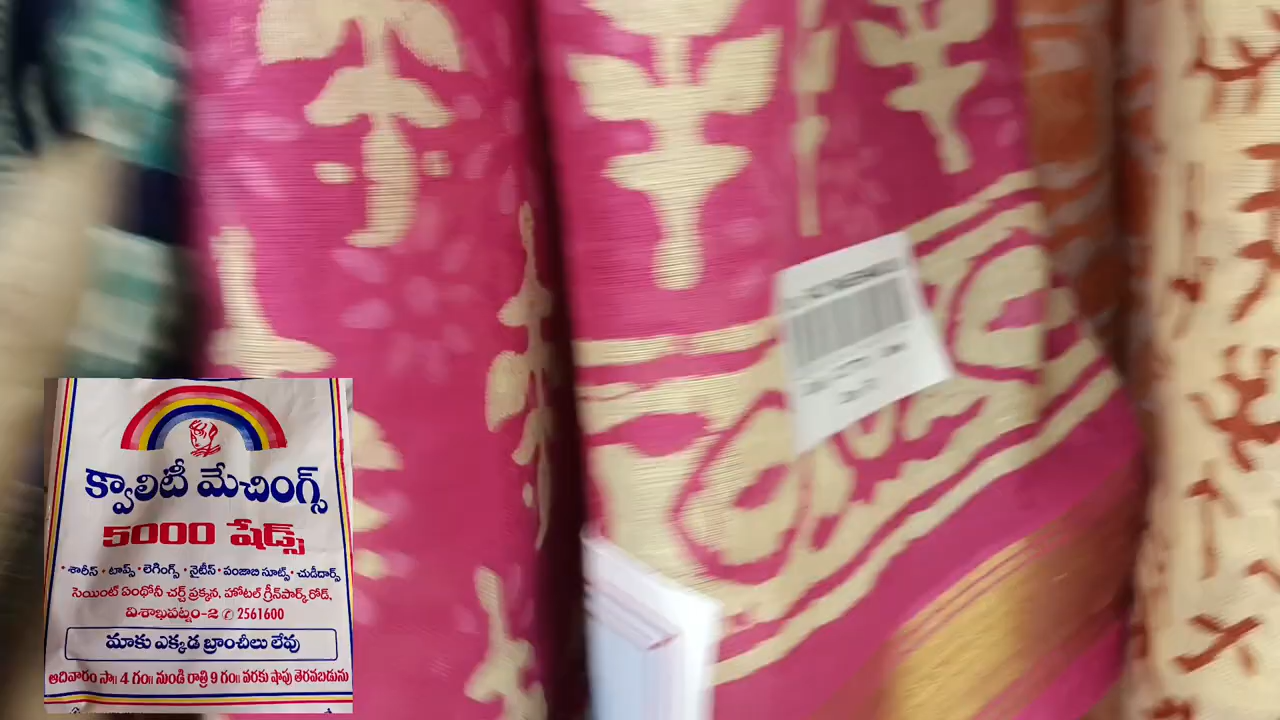 క్వాలిటీ మేచింగ్స్
5000 షేడ్స్
* శారీస్ * టాప్స్ * లెగింగ్స్ * నైటీస్ * పంజాబి సూట్స్ * చుడీదార్స్
సెయింట్ ఏంథోనీ చర్చ్ ప్రక్కన, హోటల్ గ్రీన్‌పార్క్ రోడ్,
విశాఖపట్నం-2 ✆ 2561600
మాకు ఎక్కడ బ్రాంచీలు లేవు
ఆదివారం సా॥ 4 గం॥ నుండి రాత్రి 9 గం॥ వరకు షాపు తెరవబడును